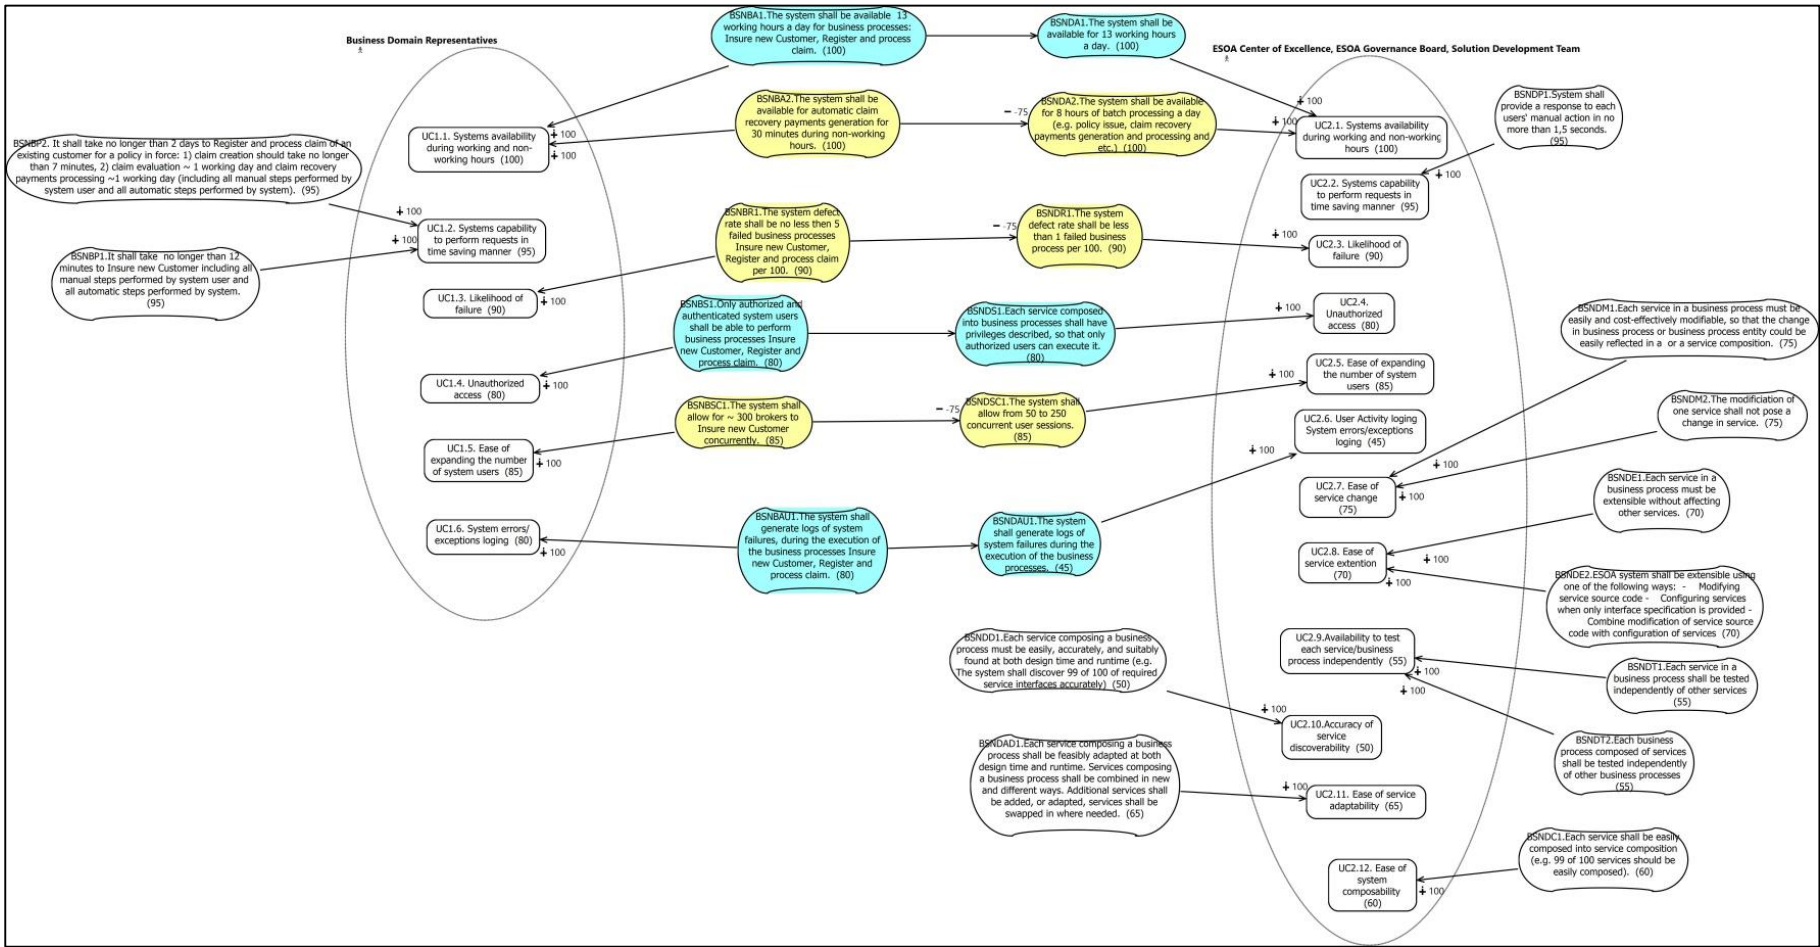 BSNBA1.The system shall be available 13
working hours a day for business processes:
Insure new Customer, Register and process
claim. (100)
BSNDA1.The system shall be
available for 13 working hours
a day. (100)
Business Domain Representatives
ESOA Center of Excellence, ESOA Governance Board, Solution Development Team
BSNBA2.The system shall be
available for automatic claim
recovery payments generation for
30 minutes during non-working
hours. (100)
- -75
BSNDA2.The system shall be available
for 8 hours of batch processing a day
(e.g. policy issue, claim recovery
payments generation and processing and
etc.) (100)
+ 100
+ 100
BSNDP1.System shall
provide a response to each
users' manual action in no
more than 1,5 seconds.
(95)
UC1.1. Systems availability
during working and non-
working hours (100)
+ 100
+ 100
UC2.1. Systems availability
during working and non-working
hours (100)
BSNBP2. It shall take no longer than 2 days to Register and process claim of an
existing customer for a policy in force: 1) claim creation should take no longer
than 7 minutes, 2) claim evaluation ~ 1 working day and claim recovery
payments processing ~1 working day (including all manual steps performed by
system user and all automatic steps performed by system). (95)
+ 100
UC2.2. Systems capability
to perform requests in
time saving manner (95)
+ 100
+ 100
UC1.2. Systems capability
to perform requests in
time saving manner (95)
BSNBP1.It shall take no longer than 12
minutes to Insure new Customer including all
manual steps performed by system user and
all automatic steps performed by system.
(95)
BSNBR1.The system defect
rate shall be no less then 5
failed business processes
Insure new Customer,
Register and process claim
per 100. (90)
- -75
BSNDR1.The system
defect rate shall be less
than 1 failed business
process per 100. (90)
+ 100
UC2.3. Likelihood of
failure (90)
UC1.3. Likelihood of
failure (90)
+ 100
BSNBS1.Only authorized and
authenticated system users
shall be able to perform
business processes Insure
new Customer, Register and
process claim. (80)
BSNDS1.Each service composed
into business processes shall have
privileges described, so that only
authorized users can execute it.
(80)
+ 100
UC2.4.
Unauthorized
access (80)
BSNDM1.Each service in a business process must be
easily and cost-effectively modifiable, so that the change
in business process or business process entity could be
easily reflected in a or a service composition. (75)
UC1.4. Unauthorized
access (80)
+ 100
+ 100
UC2.5. Ease of expanding
the number of system
users (85)
BSNBSC1.The system shall
allow for ~ 300 brokers to
Insure new Customer
concurrently. (85)
- -75
BSNDSC1.The system shall
allow from 50 to 250
concurrent user sessions.
(85)
BSNDM2.The modificiation of
one service shall not pose a
change in service. (75)
UC2.6. User Activity loging
System errors/exceptions
loging (45)
+ 100
UC1.5. Ease of
expanding the number
of system users (85)
+ 100
+ 100
UC2.7. Ease of
service change
(75)
+ 100
BSNDE1.Each service in a
business process must be
extensible without affecting
other services. (70)
UC1.6. System errors/
exceptions loging (80)
+ 100
BSNBAU1.The system shall
generate logs of system
failures, during the execution of
the business processes Insure
new Customer, Register and
process claim. (80)
BSNDAU1.The system
shall generate logs of
system failures during the
execution of the business
processes. (45)
UC2.8. Ease of
service extention
(70)
+ 100
+ 100
BSNDE2.ESOA system shall be extensible using
one of the following ways: - Modifying
service source code - Configuring services
when only interface specification is provided -
Combine modification of service source
code with configuration of services (70)
BSNDD1.Each service composing a business
process must be easily, accurately, and suitably
found at both design time and runtime (e.g.
The system shall discover 99 of 100 of required
service interfaces accurately) (50)
UC2.9.Availability to test
each service/business
process independently (55)
+ 100
+ 100
BSNDT1.Each service in a
business process shall be tested
independently of other services
(55)
+ 100
UC2.10.Accuracy of
service
discoverability (50)
BSNDT2.Each business
process composed of services
shall be tested independently
of other business processes
(55)
BSNDAD1.Each service composing a business
process shall be feasibly adapted at both
design time and runtime. Services composing
a business process shall be combined in new
and different ways. Additional services shall
be added, or adapted, services shall be
swapped in where needed. (65)
+ 100
UC2.11. Ease of service
adaptability (65)
BSNDC1.Each service shall be easily
composed into service composition
(e.g. 99 of 100 services should be
easily composed). (60)
UC2.12. Ease of
system
composability
(60)
+ 100